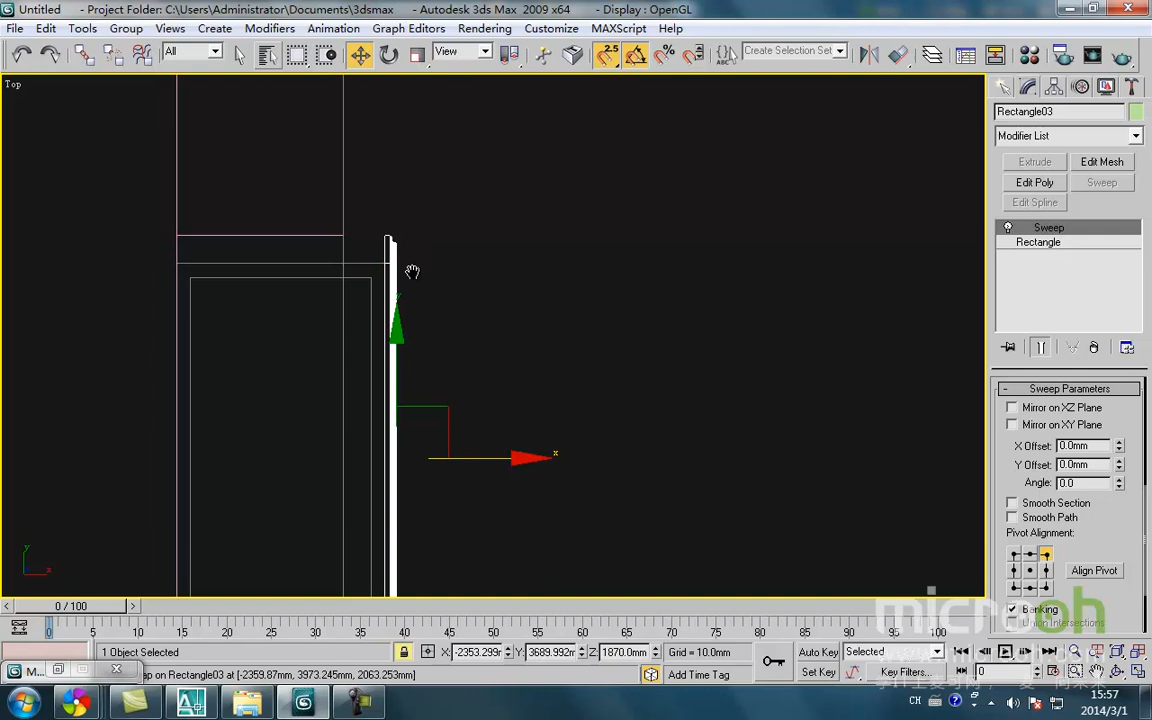 Untitled - Project Folder: C:\Users\Administrator\Documents\3dsmax - Autodesk 3ds Max 2009 x64 - Display : OpenGL
File Edit Tools Group Views Create Modifiers Animation Graph Editors Rendering Customize MAXScript Help
All View 2.5 Create Selection Set
Top
Rectangle03
Modifier List
Extrude Edit Mesh
Edit Poly Sweep
Edit Spline
Sweep
Rectangle
y
x
y
x
- Sweep Parameters
Mirror on XZ Plane
Mirror on XY Plane
X Offset: 0.0mm
Y Offset: 0.0mm
Angle: 0.0
Smooth Section
Smooth Path
Pivot Alignment:
Align Pivot
Banking
Union Intersections
microoh
0 / 100
0 5 10 15 20 25 30 35 40 45 50 55 60 65 70 75 80 85 90 95 100
1 Object Selected X: -2353.299m Y: 3689.992m Z: 1870.0mm Grid = 10.0mm Auto Key Selected
M... ap on Rectangle03 at [-2359.87mm, 3973.245mm, 2063.253mm] Add Time Tag Set Key Key Filters... 0
CH 15:57
2014/3/1